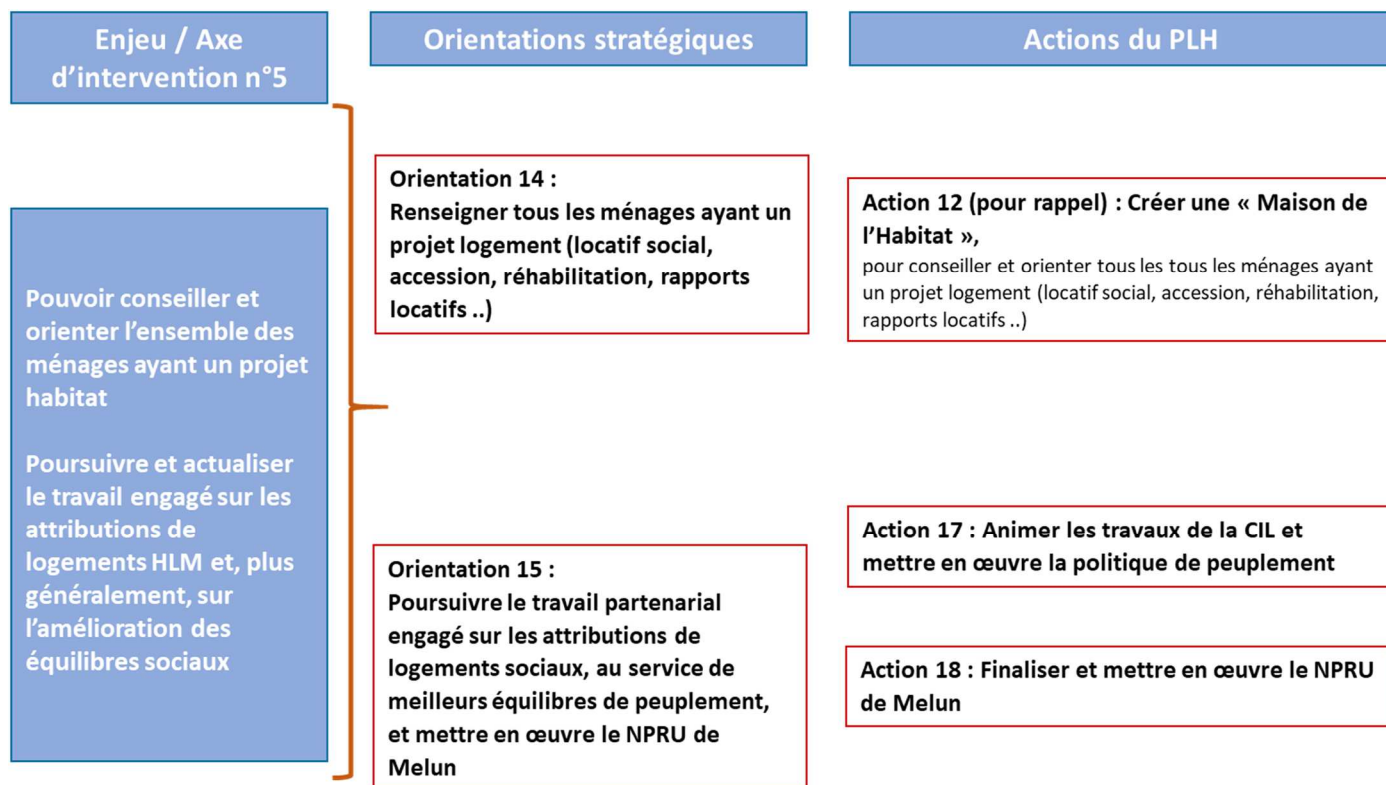 Enjeu / Axe
d’intervention n°5
Orientations stratégiques
Actions du PLH
Pouvoir conseiller et
orienter l’ensemble des
ménages ayant un projet
habitat
Poursuivre et actualiser
le travail engagé sur les
attributions de
logements HLM et, plus
généralement, sur
l’amélioration des
équilibres sociaux
Orientation 14 :
Renseigner tous les ménages ayant un
projet logement (locatif social,
accession, réhabilitation, rapports
locatifs ..)
Orientation 15 :
Poursuivre le travail partenarial
engagé sur les attributions de
logements sociaux, au service de
meilleurs équilibres de peuplement,
et mettre en œuvre le NPRU de
Melun
Action 12 (pour rappel) : Créer une « Maison de
l’Habitat »,
pour conseiller et orienter tous les tous les ménages ayant
un projet logement (locatif social, accession, réhabilitation,
rapports locatifs ..)
Action 17 : Animer les travaux de la CIL et
mettre en œuvre la politique de peuplement
Action 18 : Finaliser et mettre en œuvre le NPRU
de Melun